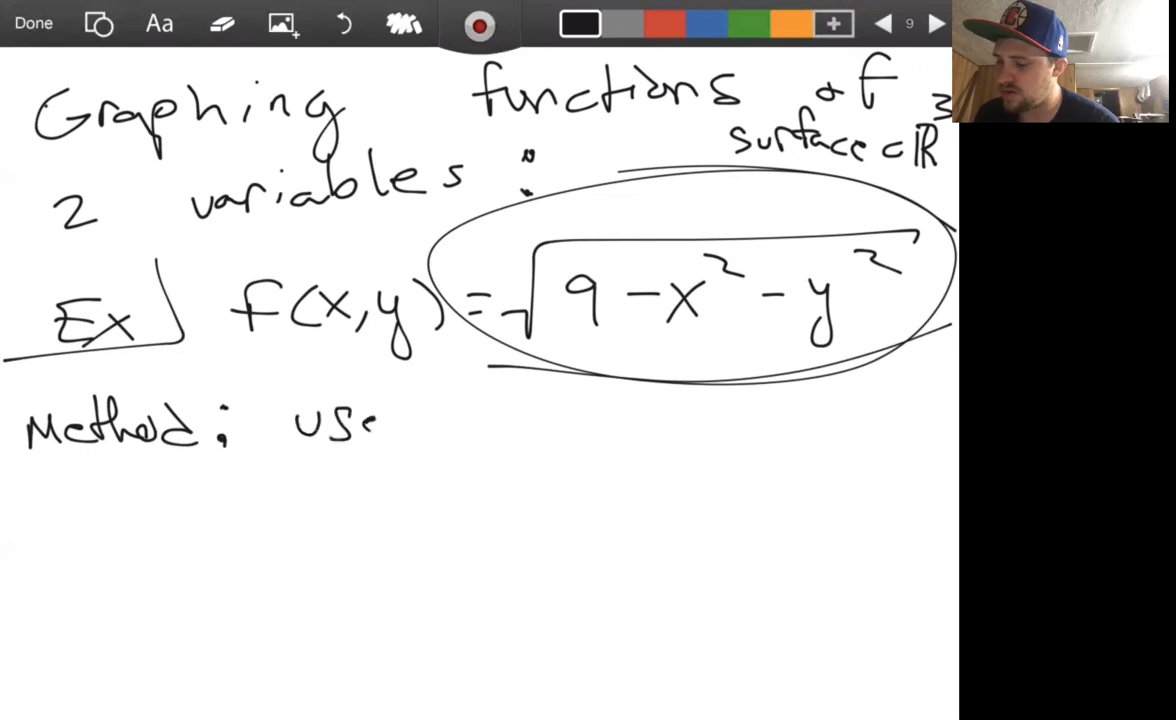 Done Aa 9
Graphing functions of
surface ⊂ ℝ³
2 variables :
Ex f(x,y) = √(9 - x² - y²)
Method: use